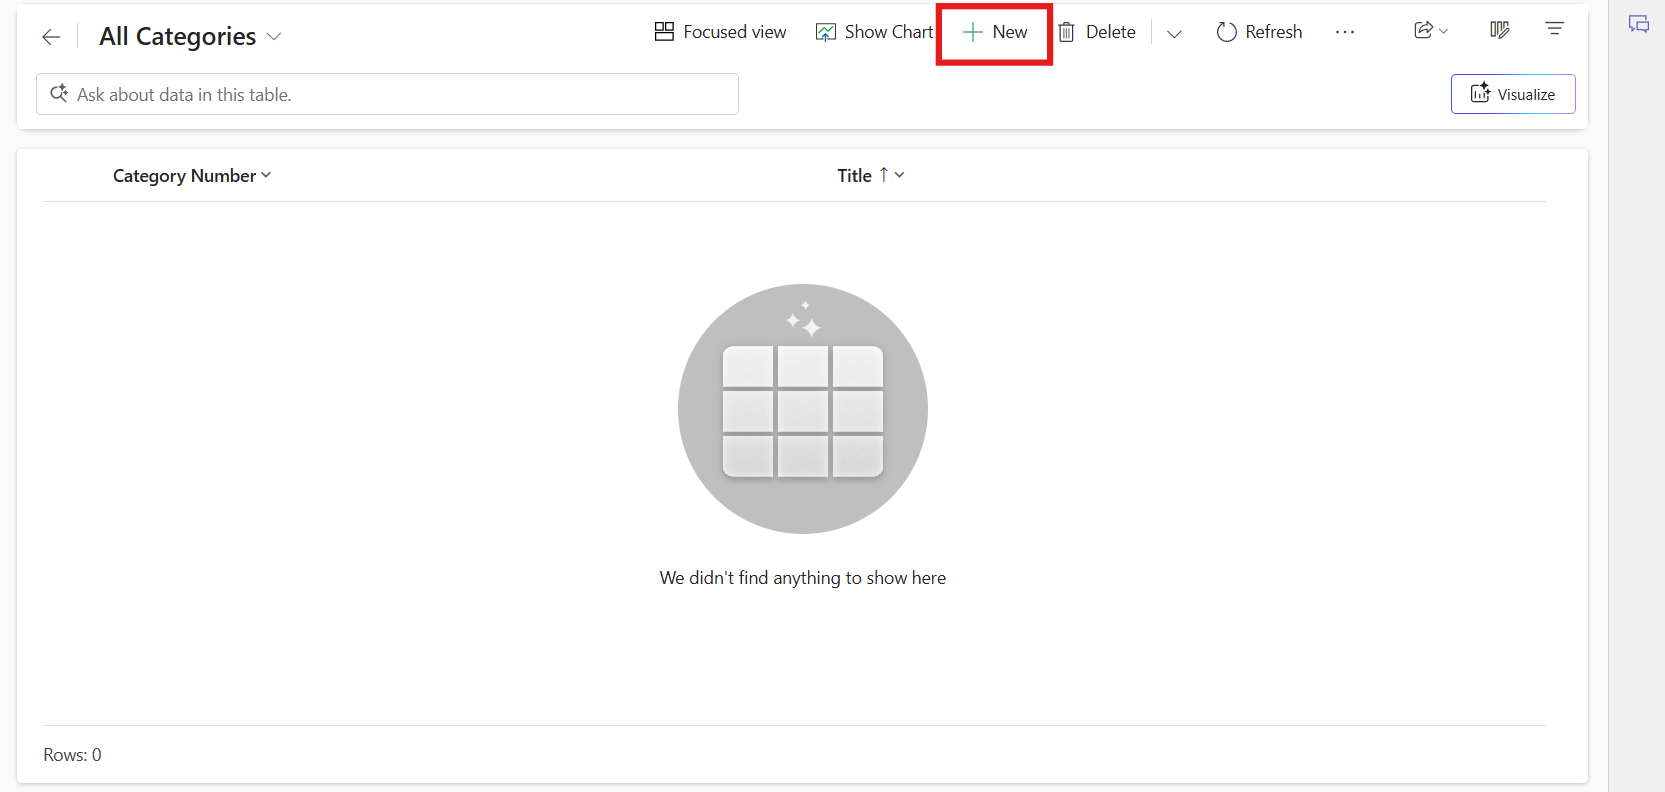 All Categories
Focused view
Show Chart
New
Delete
Refresh
Ask about data in this table.
Visualize
Category Number
Title
We didn't find anything to show here
Rows: 0